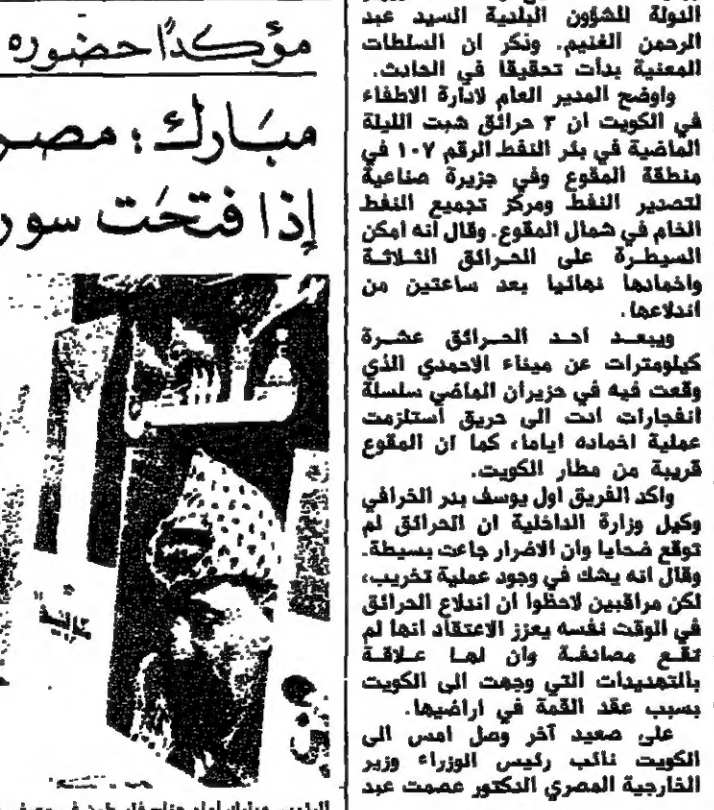 الدولة للشؤون البلدية السيد عبد
الرحمن الغنيم. وذكر ان السلطات
المعنية بدأت تحقيقا في الحادث.
واوضح المدير العام لادارة الاطفاء
في الكويت ان ٣ حرائق شبت الليلة
الماضية في بئر النفط الرقم ١٠٧ في
منطقة المقوع وفي جزيرة صناعية
لتصدير النفط ومركز تجميع النفط
الخام في شمال المقوع. وقال انه امكن
السيطرة على الحرائق الثلاثة
واخمادها نهائيا بعد ساعتين من
اندلاعها.
ويبعد احد الحرائق عشرة
كيلومترات عن ميناء الاحمدي الذي
وقعت فيه في حزيران الماضي سلسلة
انفجارات ادت الى حريق أستلزمت
عملية اخماده اياما، كما ان المقوع
قريبة من مطار الكويت.
واكد الفريق اول يوسف بدر الخرافي
وكيل وزارة الداخلية ان الحرائق لم
توقع ضحايا وان الاضرار جاءت بسيطة.
وقال انه يشك في وجود عملية تخريب،
لكن مراقبين لاحظوا ان اندلاع الحرائق
في الوقت نفسه يعزز الاعتقاد انها لم
تقع مصادفة وان لها علاقة
بالتهديدات التي وجهت الى الكويت
بسبب عقد القمة في اراضيها.
على صعيد آخر وصل امس الى
الكويت نائب رئيس الوزراء وزير
الخارجية المصري الدكتور عصمت عبد
مؤكداً حضوره
مبارك: مصر
إذا فتحت سور